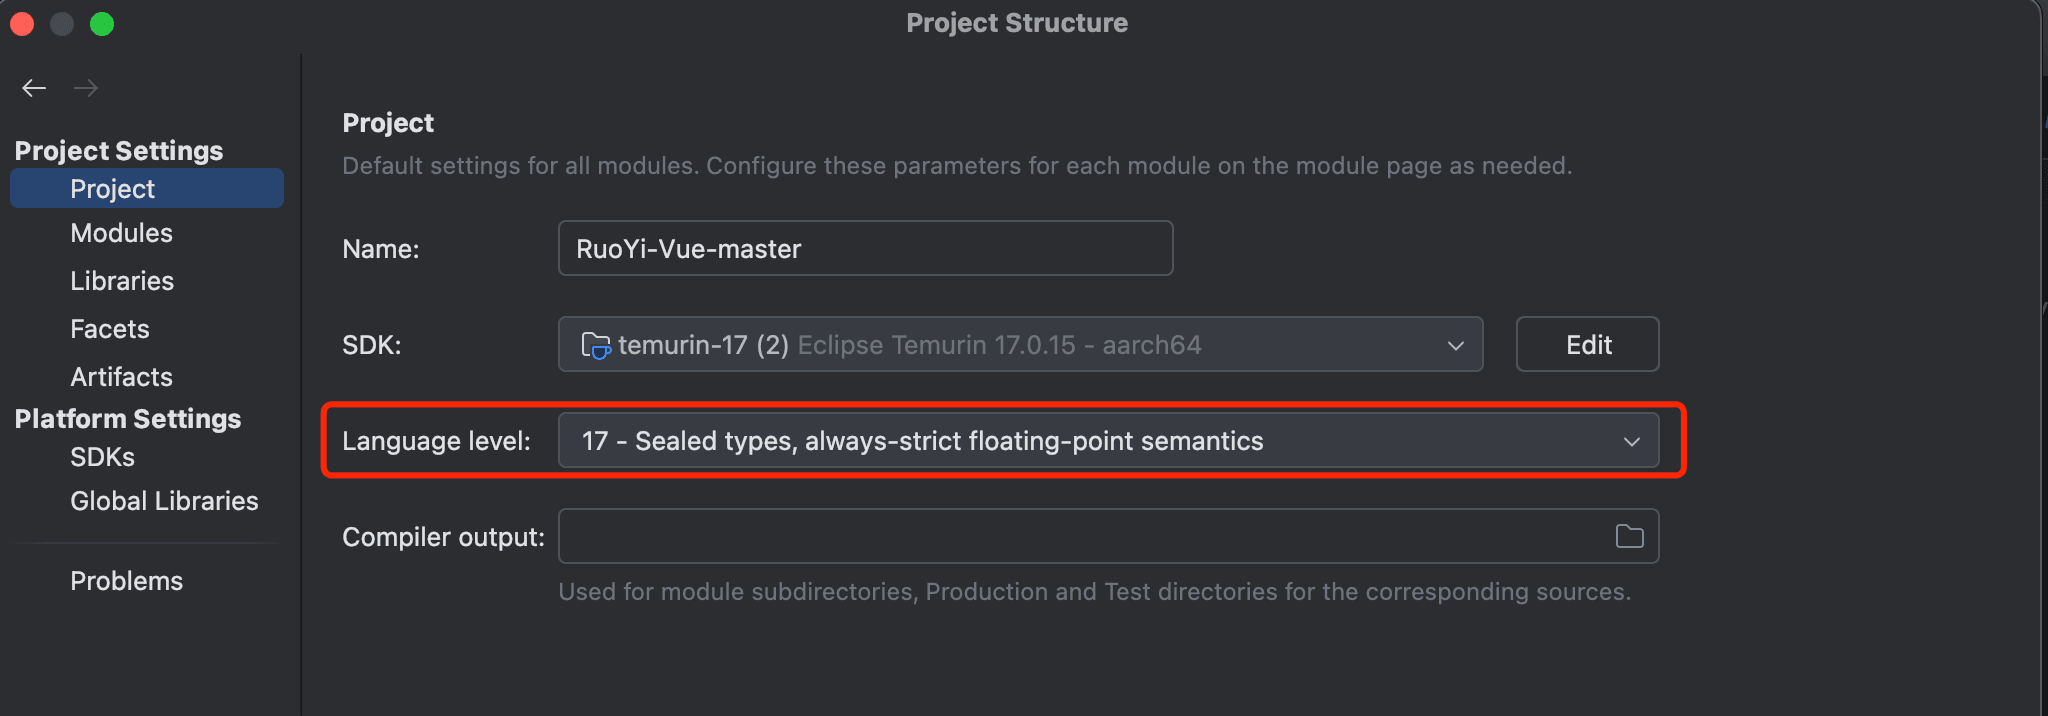 Project Structure
Project Settings
Project
Modules
Libraries
Facets
Artifacts
Platform Settings
SDKs
Global Libraries
Problems
Project
Default settings for all modules. Configure these parameters for each module on the module page as needed.
Name: RuoYi-Vue-master
SDK: temurin-17 (2) Eclipse Temurin 17.0.15 - aarch64 Edit
Language level: 17 - Sealed types, always-strict floating-point semantics
Compiler output:
Used for module subdirectories, Production and Test directories for the corresponding sources.